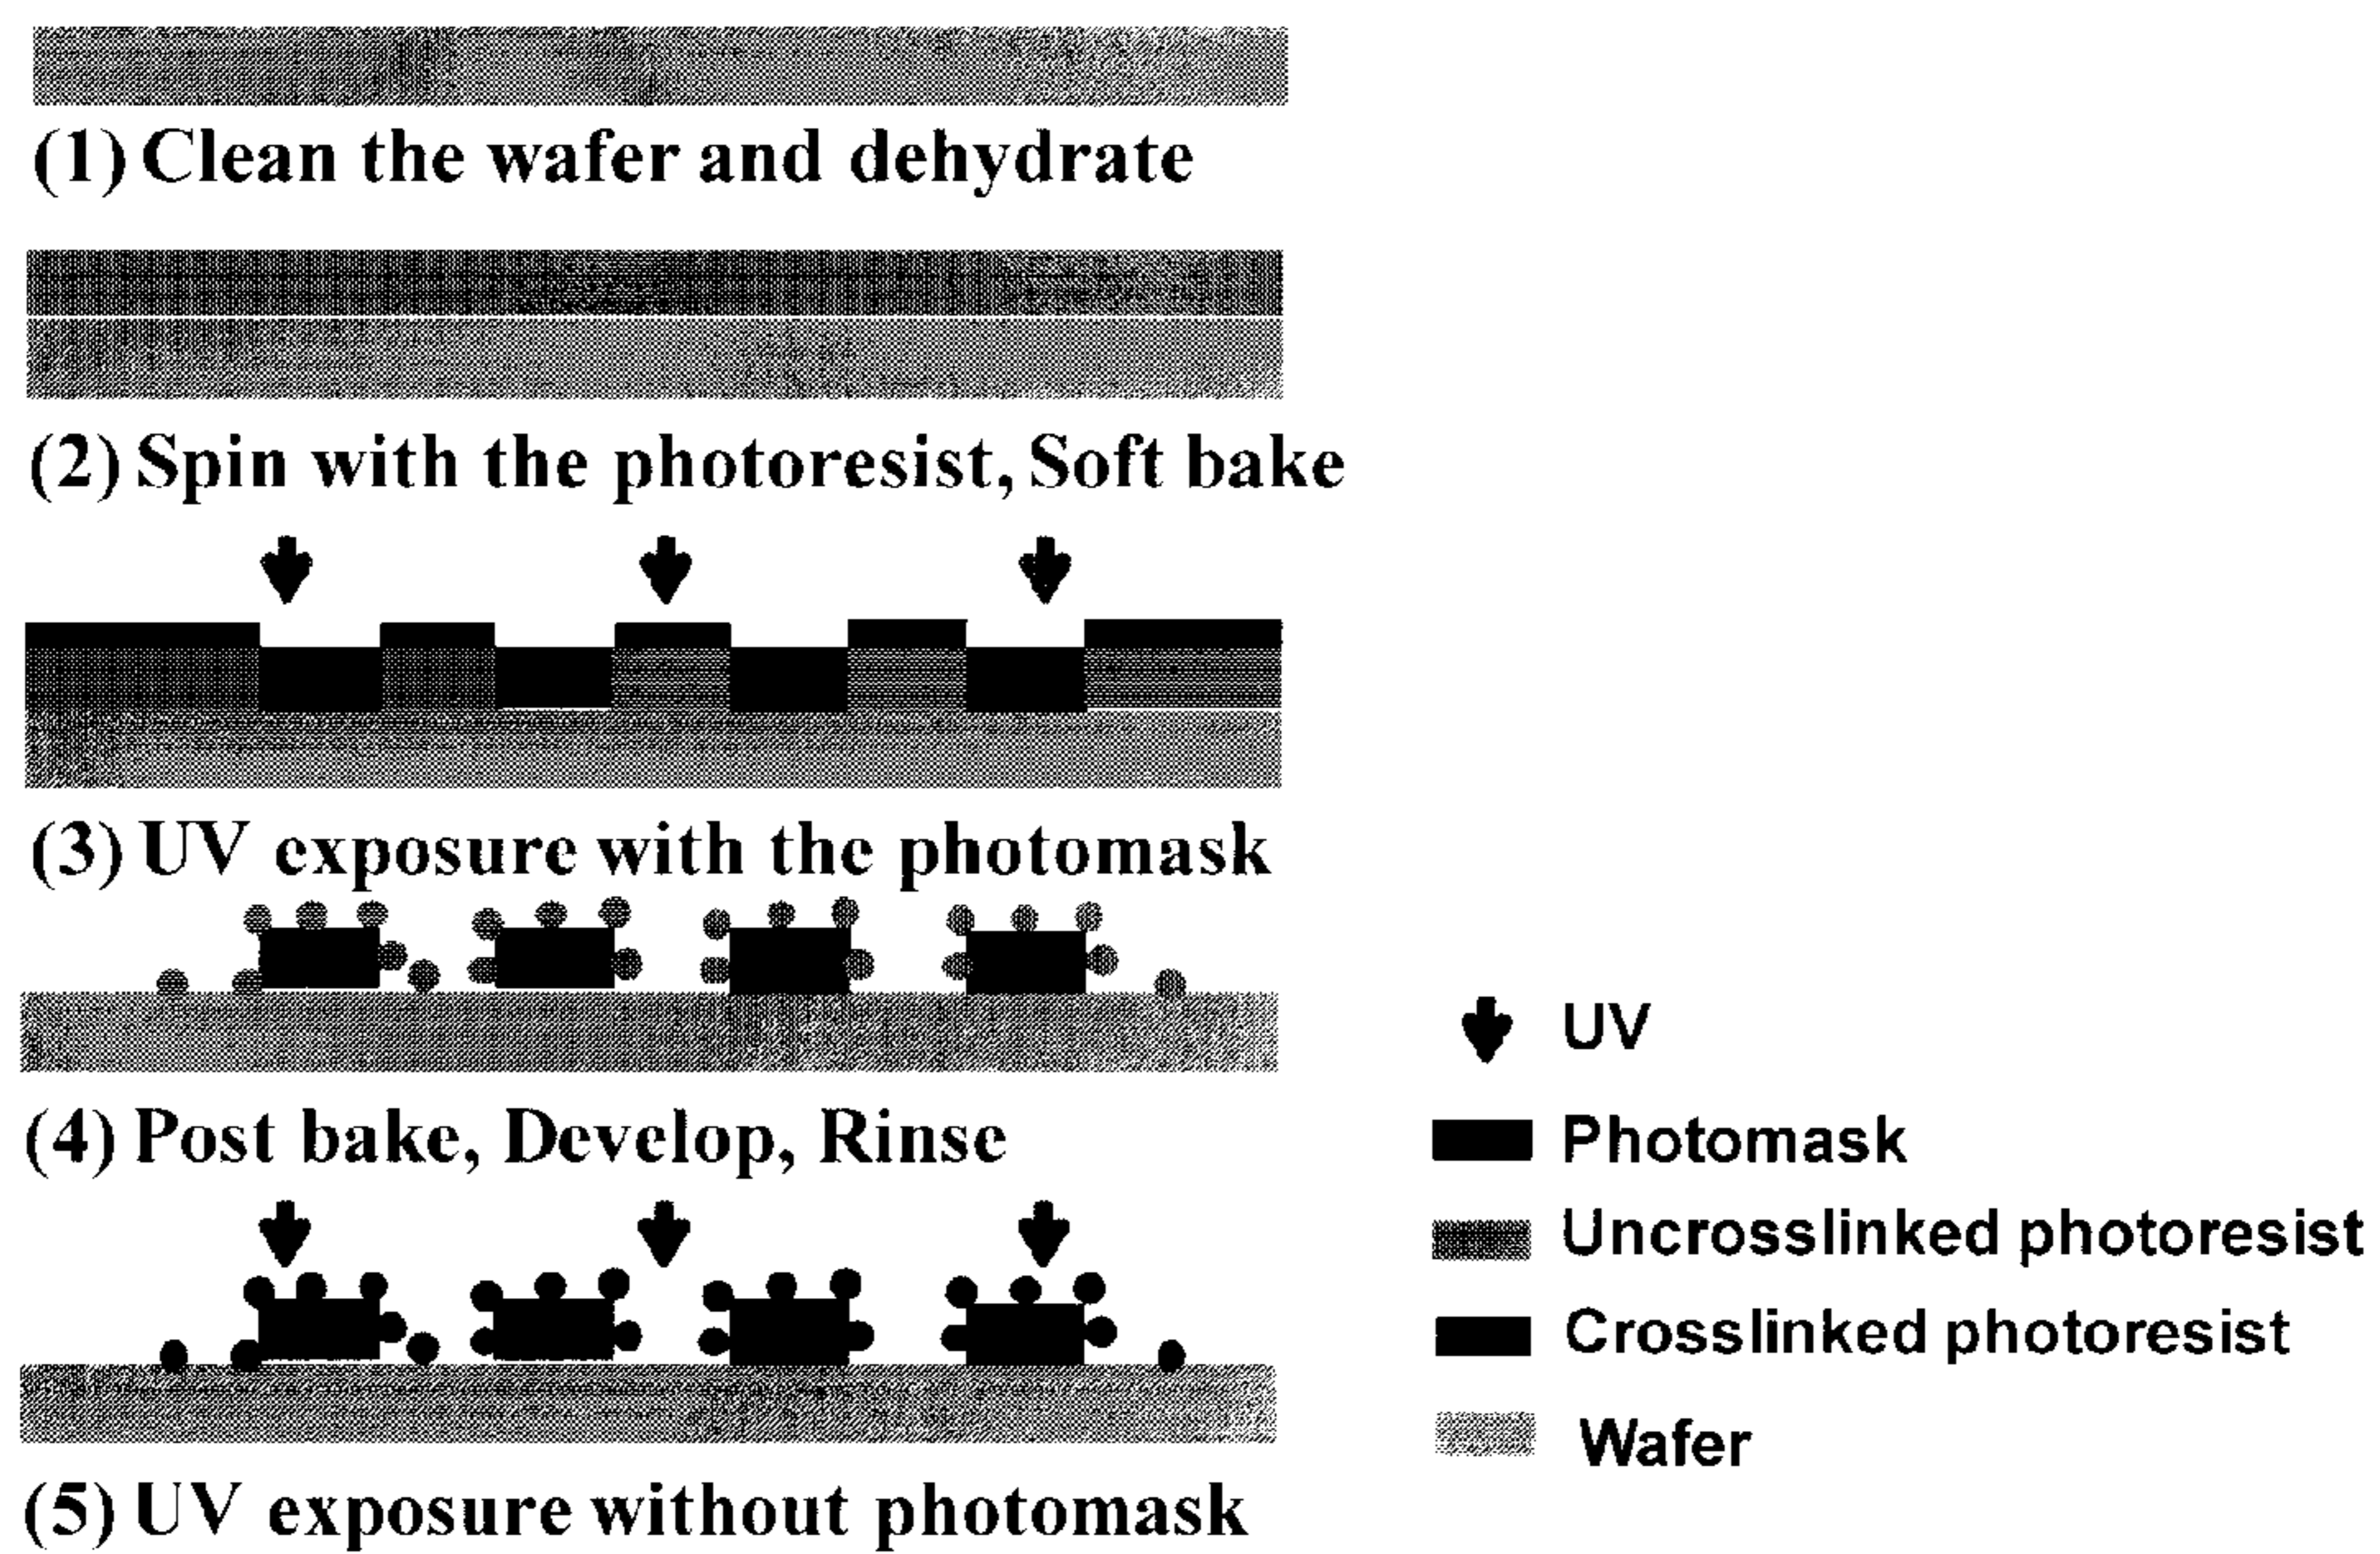 (1) Clean the wafer and dehydrate
(2) Spin with the photoresist, Soft bake
(3) UV exposure with the photomask
(4) Post bake, Develop, Rinse
(5) UV exposure without photomask
UV
Photomask
Uncrosslinked photoresist
Crosslinked photoresist
Wafer